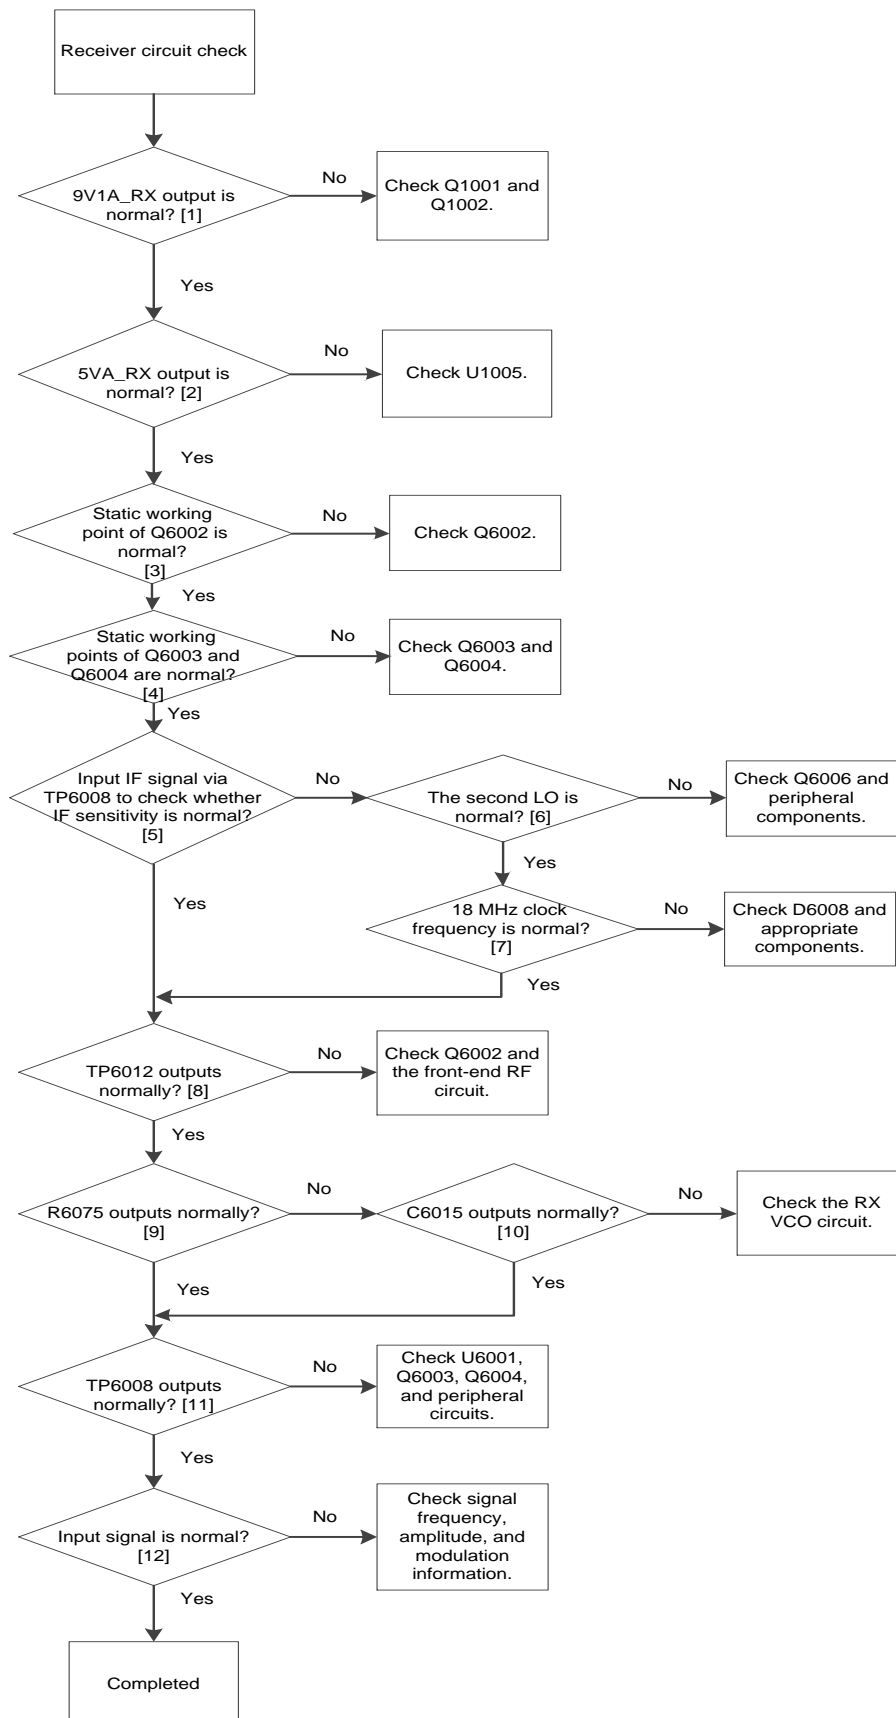 Receiver circuit check
9V1A_RX output is
normal? [1]
No
Check Q1001 and
Q1002.
Yes
5VA_RX output is
normal? [2]
No
Check U1005.
Yes
Static working
point of Q6002 is
normal?
[3]
No
Check Q6002.
Yes
Static working
points of Q6003 and
Q6004 are normal?
[4]
No
Check Q6003 and
Q6004.
Yes
Input IF signal via
TP6008 to check whether
IF sensitivity is normal?
[5]
No
The second LO is
normal? [6]
No
Check Q6006 and
peripheral
components.
Yes
Yes
18 MHz clock
frequency is normal?
[7]
No
Check D6008 and
appropriate
components.
Yes
TP6012 outputs
normally? [8]
No
Check Q6002 and
the front-end RF
circuit.
Yes
R6075 outputs normally?
[9]
No
C6015 outputs normally?
[10]
No
Check the RX
VCO circuit.
Yes
Yes
TP6008 outputs
normally? [11]
No
Check U6001,
Q6003, Q6004,
and peripheral
circuits.
Yes
Input signal is normal?
[12]
No
Check signal
frequency,
amplitude, and
modulation
information.
Yes
Completed